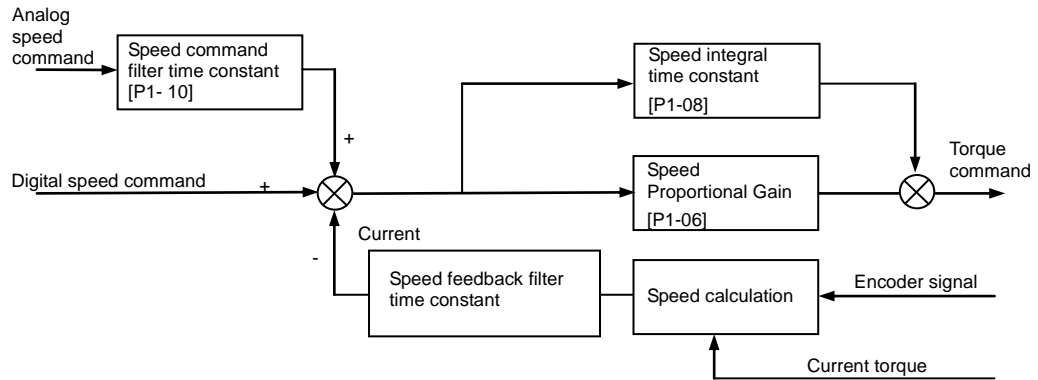 Analog
speed
command
Speed command
filter time constant
[P1- 10]
Speed integral
time constant
[P1-08]
+
Digital speed command
+
Speed
Proportional Gain
[P1-06]
Torque
command
-
Current
Speed feedback filter
time constant
Speed calculation
Encoder signal
Current torque